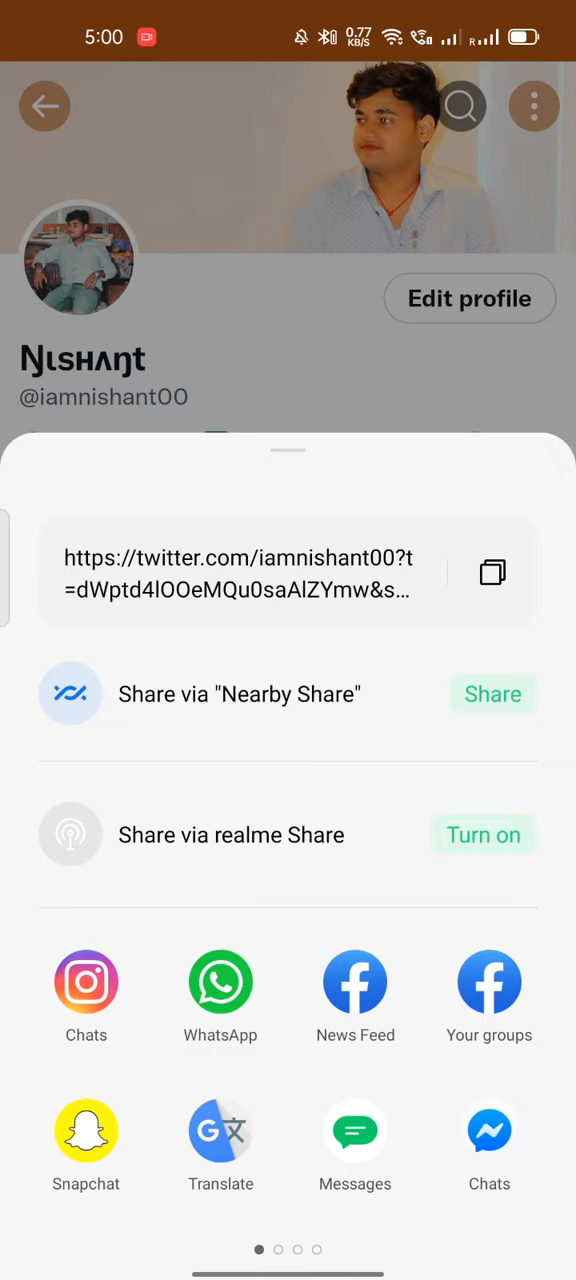 5:00
0.77
KB/S
R
Edit profile
Ŋɩsнʌŋt
@iamnishant00
https://twitter.com/iamnishant00?t
=dWptd4lOOeMQu0saAlZYmw&s...
Share via "Nearby Share"
Share
Share via realme Share
Turn on
Chats
WhatsApp
News Feed
Your groups
Snapchat
Translate
Messages
Chats